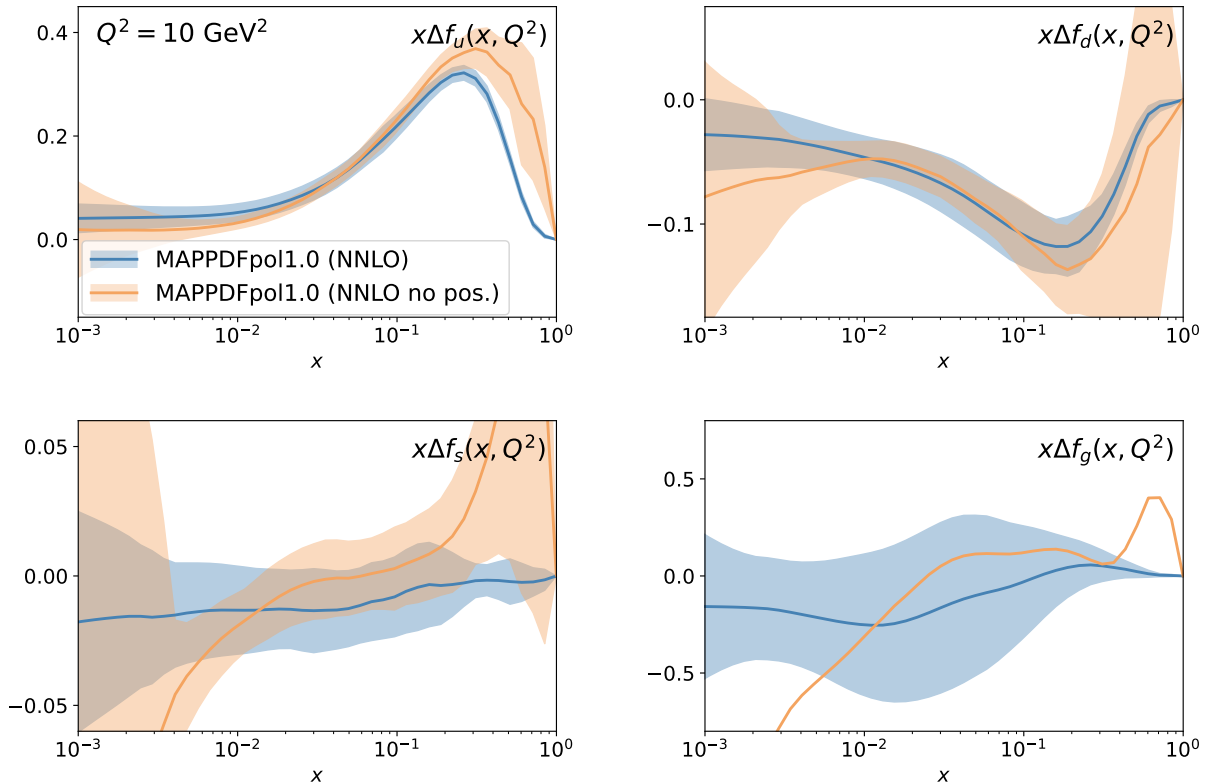 Q² = 10 GeV²
xΔf_u(x, Q²)
0.4
0.2
0.0
MAPPDFpol1.0 (NNLO)
MAPPDFpol1.0 (NNLO no pos.)
10⁻³ 10⁻² 10⁻¹ 10⁰
x
xΔf_d(x, Q²)
0.0
−0.1
10⁻³ 10⁻² 10⁻¹ 10⁰
x
xΔf_s(x, Q²)
0.05
0.00
−0.05
10⁻³ 10⁻² 10⁻¹ 10⁰
x
xΔf_g(x, Q²)
0.5
0.0
−0.5
10⁻³ 10⁻² 10⁻¹ 10⁰
x